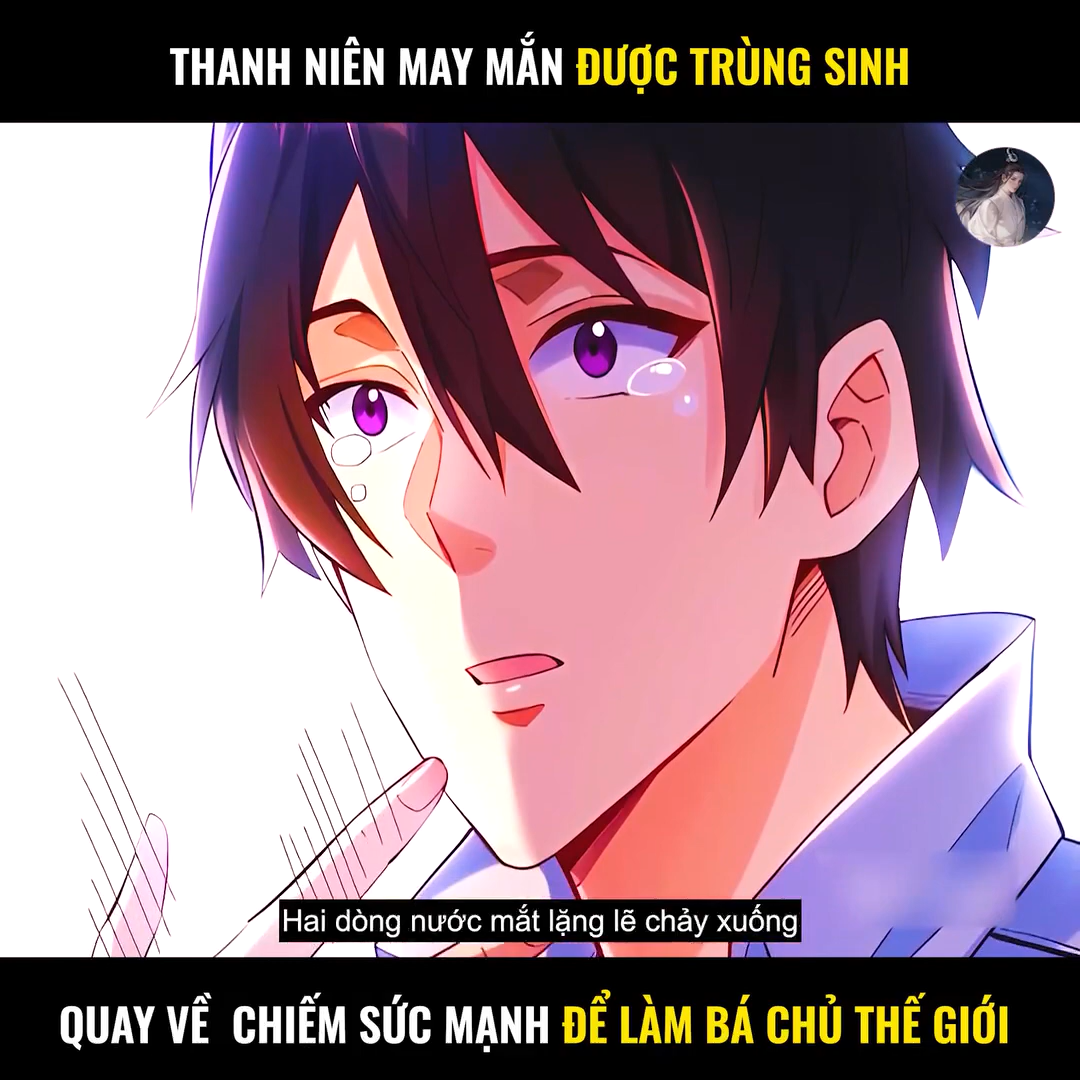 THANH NIÊN MAY MẮN ĐƯỢC TRÙNG SINH
Hai dòng nước mắt lặng lẽ chảy xuống
QUAY VỀ CHIẾM SỨC MẠNH ĐỂ LÀM BÁ CHỦ THẾ GIỚI